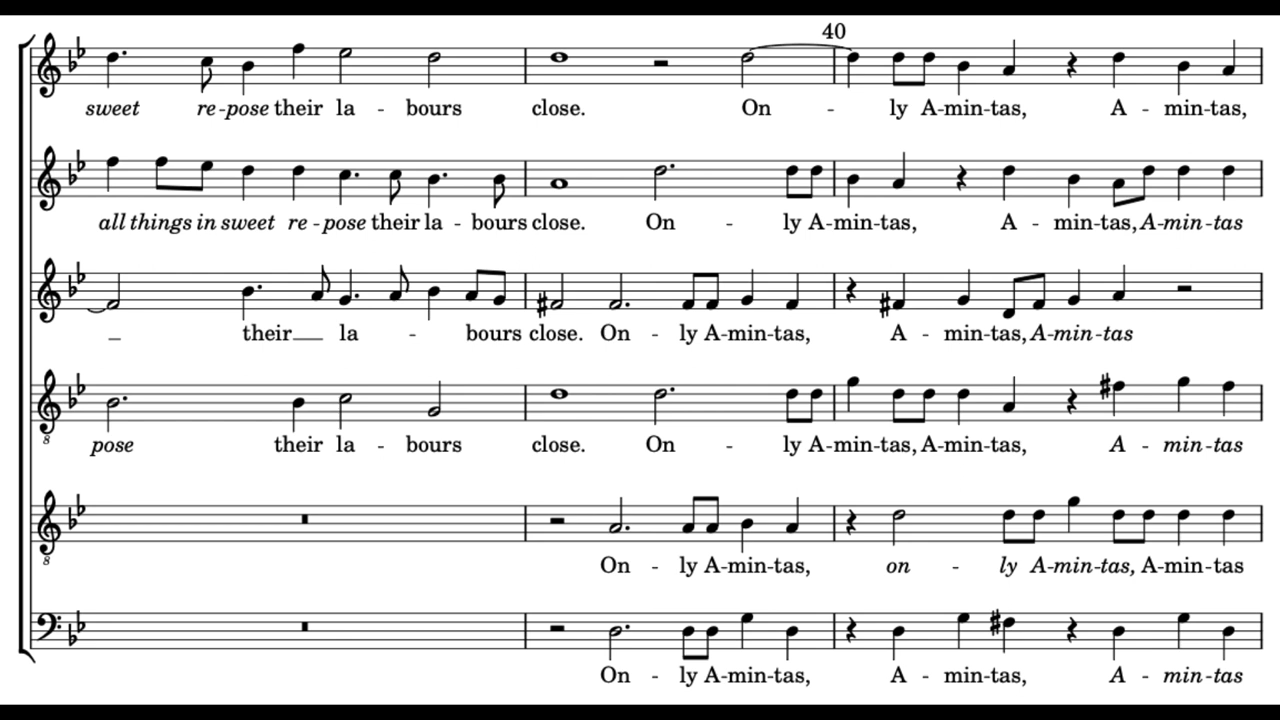 40
sweet re - pose their la - bours close. On - ly A - min - tas, A - min - tas,
all things in sweet re - pose their la - bours close. On - ly A - min - tas, A - min - tas, A - min - tas
_ their__ la - bours close. On - ly A - min - tas, A - min - tas, A - min - tas
8
pose their la - bours close. On - ly A - min - tas, A - min - tas, A - min - tas
8
On - ly A - min - tas, on - ly A - min - tas, A - min - tas
On - ly A - min - tas, A - min - tas, A - min - tas